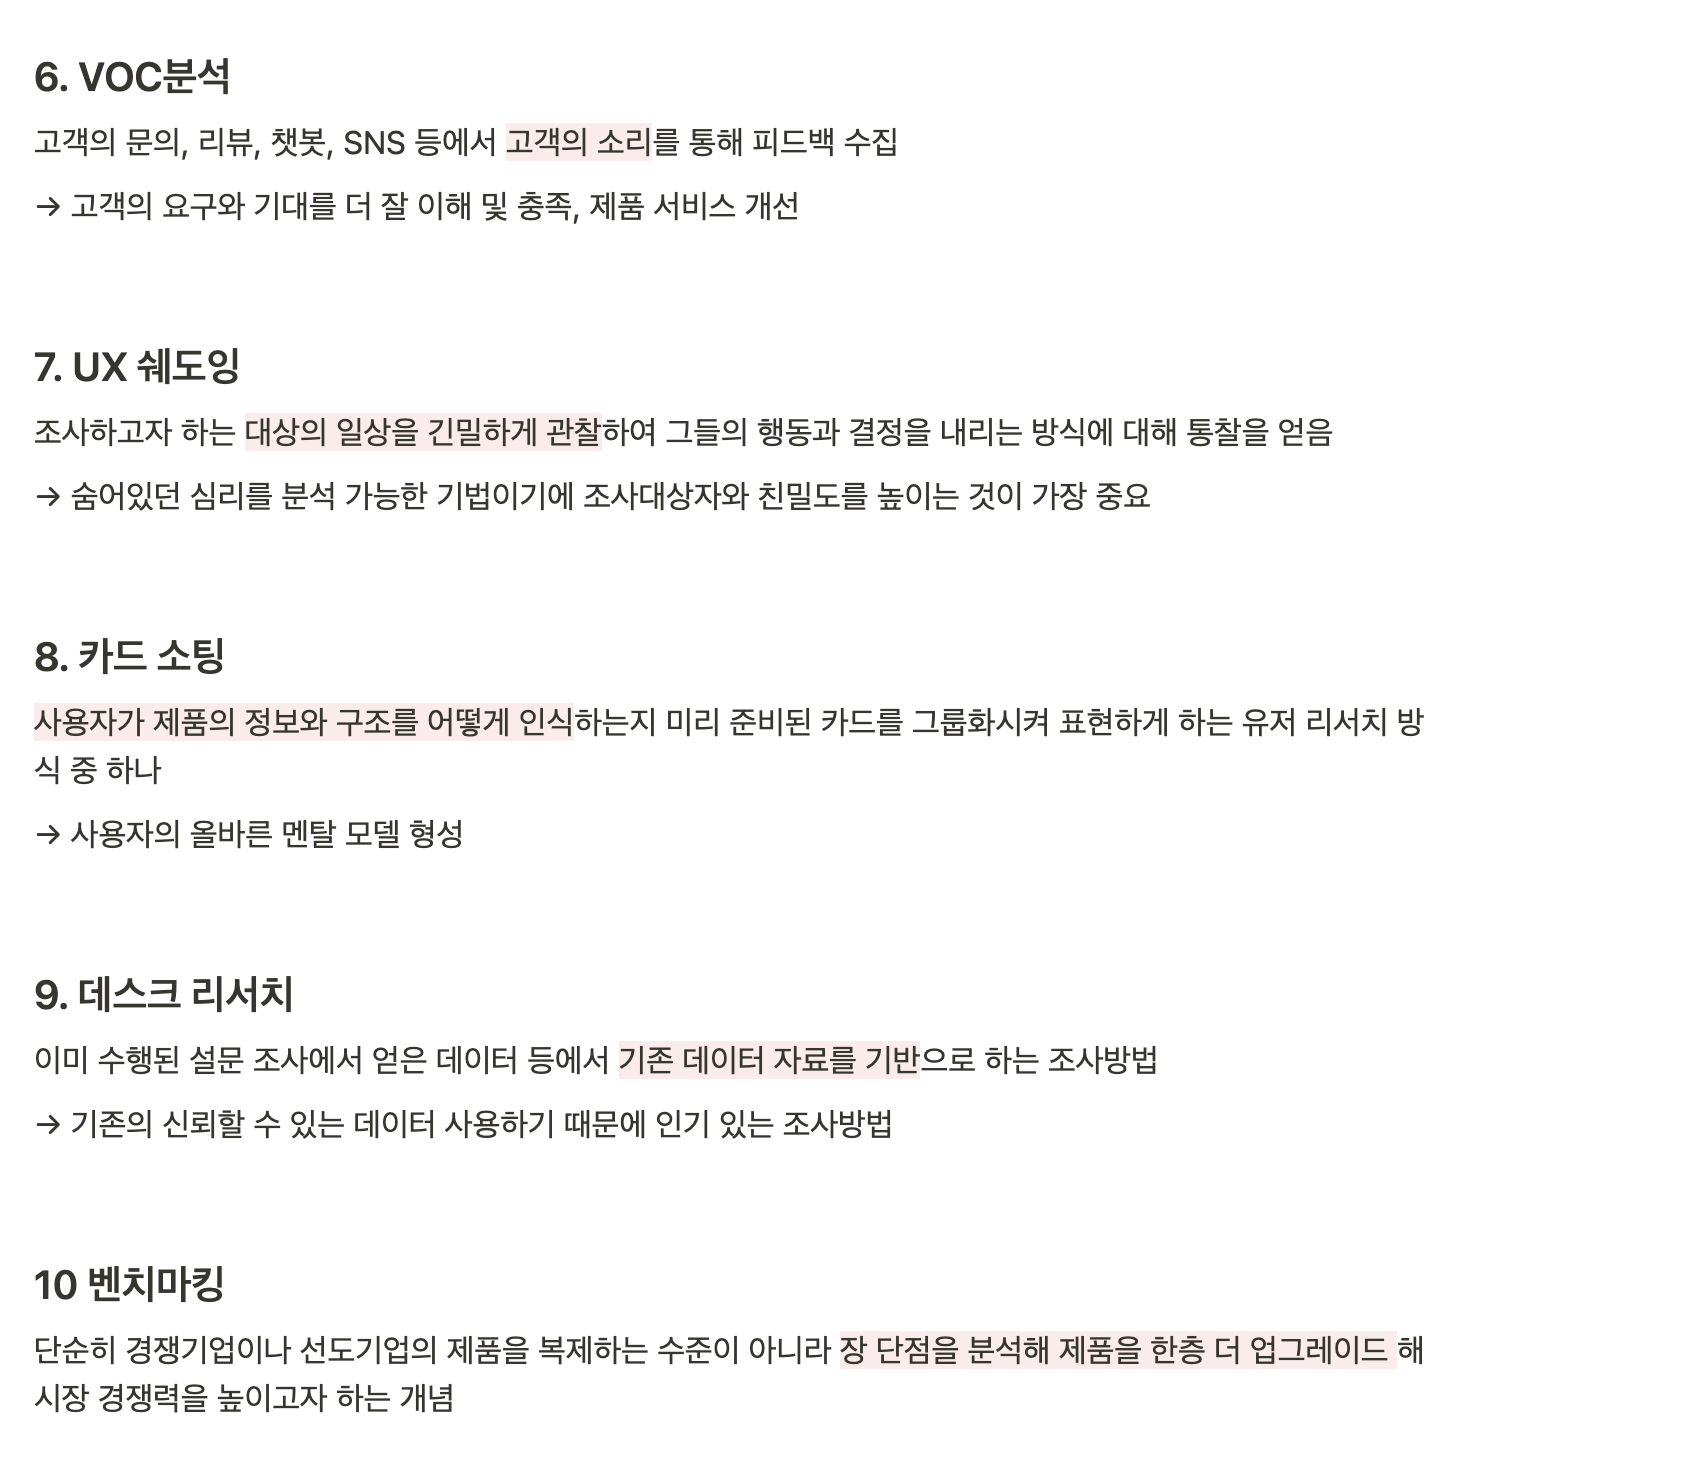 6. VOC분석
고객의 문의, 리뷰, 챗봇, SNS 등에서 고객의 소리를 통해 피드백 수집
→ 고객의 요구와 기대를 더 잘 이해 및 충족, 제품 서비스 개선
7. UX 쉐도잉
조사하고자 하는 대상의 일상을 긴밀하게 관찰하여 그들의 행동과 결정을 내리는 방식에 대해 통찰을 얻음
→ 숨어있던 심리를 분석 가능한 기법이기에 조사대상자와 친밀도를 높이는 것이 가장 중요
8. 카드 소팅
사용자가 제품의 정보와 구조를 어떻게 인식하는지 미리 준비된 카드를 그룹화시켜 표현하게 하는 유저 리서치 방
식 중 하나
→ 사용자의 올바른 멘탈 모델 형성
9. 데스크 리서치
이미 수행된 설문 조사에서 얻은 데이터 등에서 기존 데이터 자료를 기반으로 하는 조사방법
→ 기존의 신뢰할 수 있는 데이터 사용하기 때문에 인기 있는 조사방법
10 벤치마킹
단순히 경쟁기업이나 선도기업의 제품을 복제하는 수준이 아니라 장 단점을 분석해 제품을 한층 더 업그레이드 해
시장 경쟁력을 높이고자 하는 개념